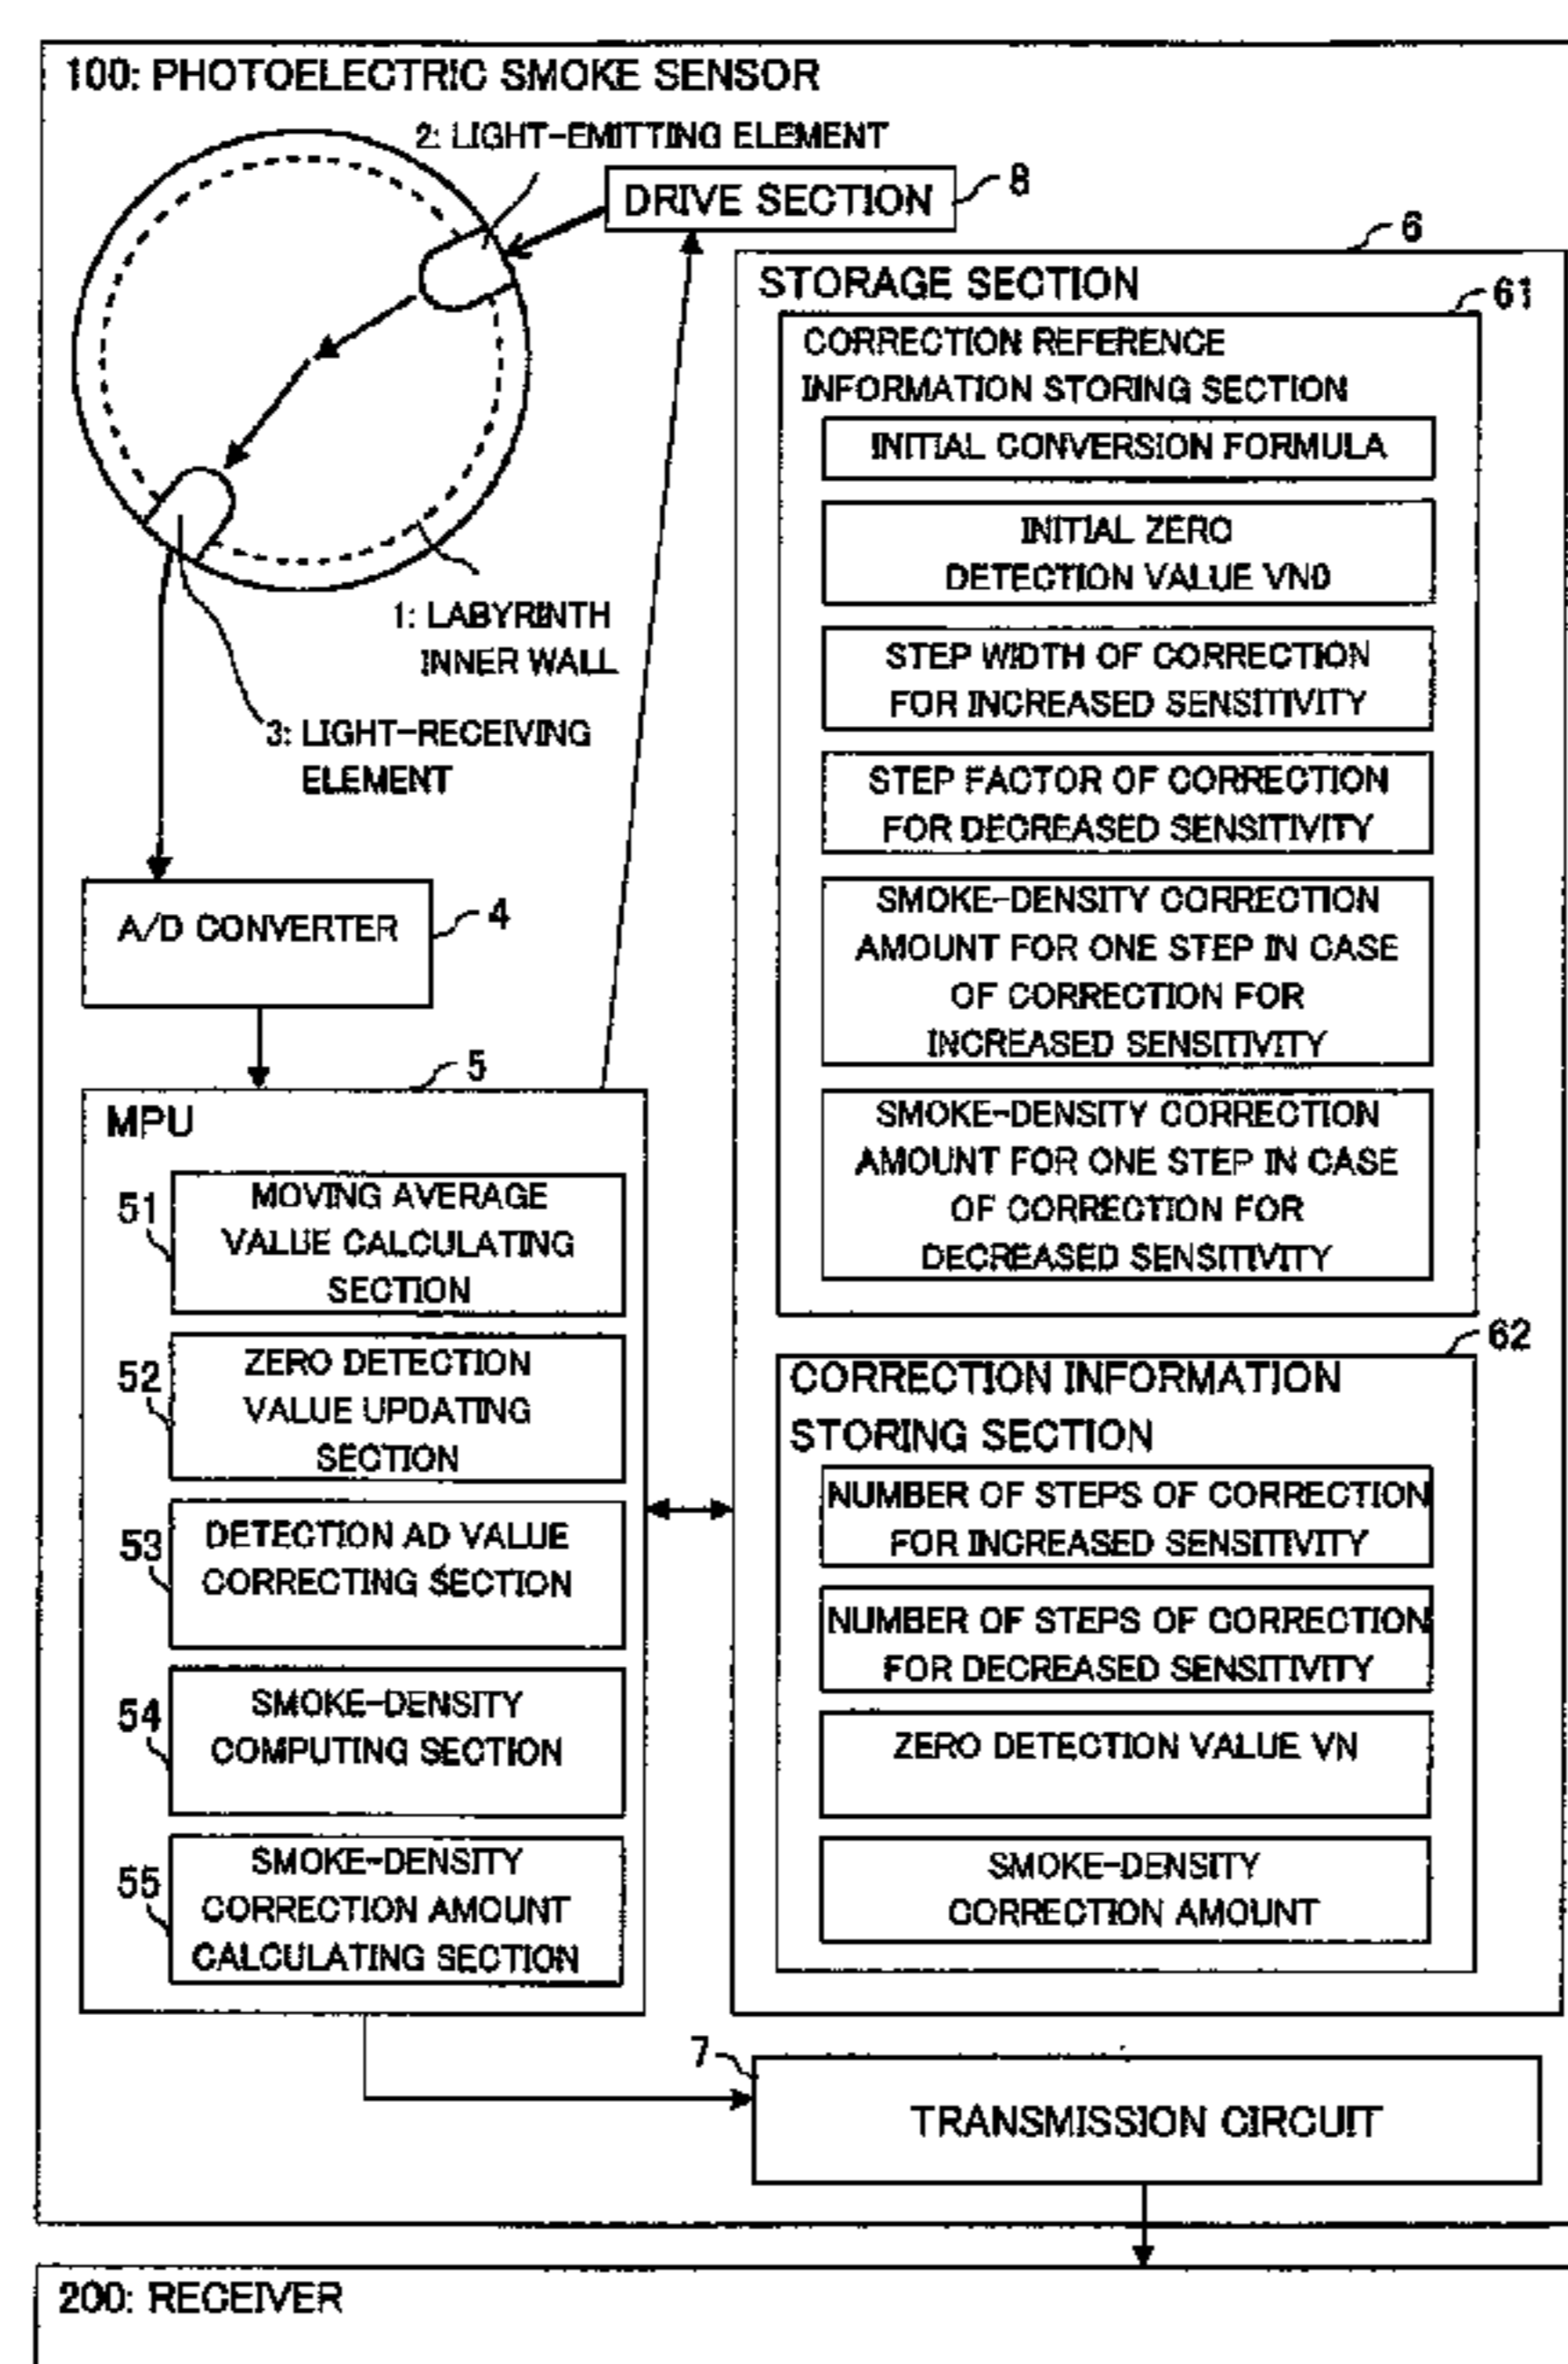 100: PHOTOELECTRIC SMOKE SENSOR
2: LIGHT-EMITTING ELEMENT
DRIVE SECTION
8
1: LABYRINTH
INNER WALL
3: LIGHT-RECEIVING
ELEMENT
A/D CONVERTER
4
5
MPU
51
MOVING AVERAGE
VALUE CALCULATING
SECTION
52
ZERO DETECTION
VALUE UPDATING
SECTION
53
DETECTION AD VALUE
CORRECTING SECTION
54
SMOKE-DENSITY
COMPUTING SECTION
55
SMOKE-DENSITY
CORRECTION AMOUNT
CALCULATING SECTION
6
STORAGE SECTION
61
CORRECTION REFERENCE
INFORMATION STORING SECTION
INITIAL CONVERSION FORMULA
INITIAL ZERO
DETECTION VALUE VN0
STEP WIDTH OF CORRECTION
FOR INCREASED SENSITIVITY
STEP FACTOR OF CORRECTION
FOR DECREASED SENSITIVITY
SMOKE-DENSITY CORRECTION
AMOUNT FOR ONE STEP IN CASE
OF CORRECTION FOR
INCREASED SENSITIVITY
SMOKE-DENSITY CORRECTION
AMOUNT FOR ONE STEP IN CASE
OF CORRECTION FOR
DECREASED SENSITIVITY
62
CORRECTION INFORMATION
STORING SECTION
NUMBER OF STEPS OF CORRECTION
FOR INCREASED SENSITIVITY
NUMBER OF STEPS OF CORRECTION
FOR DECREASED SENSITIVITY
ZERO DETECTION VALUE VN
SMOKE-DENSITY
CORRECTION AMOUNT
7
TRANSMISSION CIRCUIT
200: RECEIVER